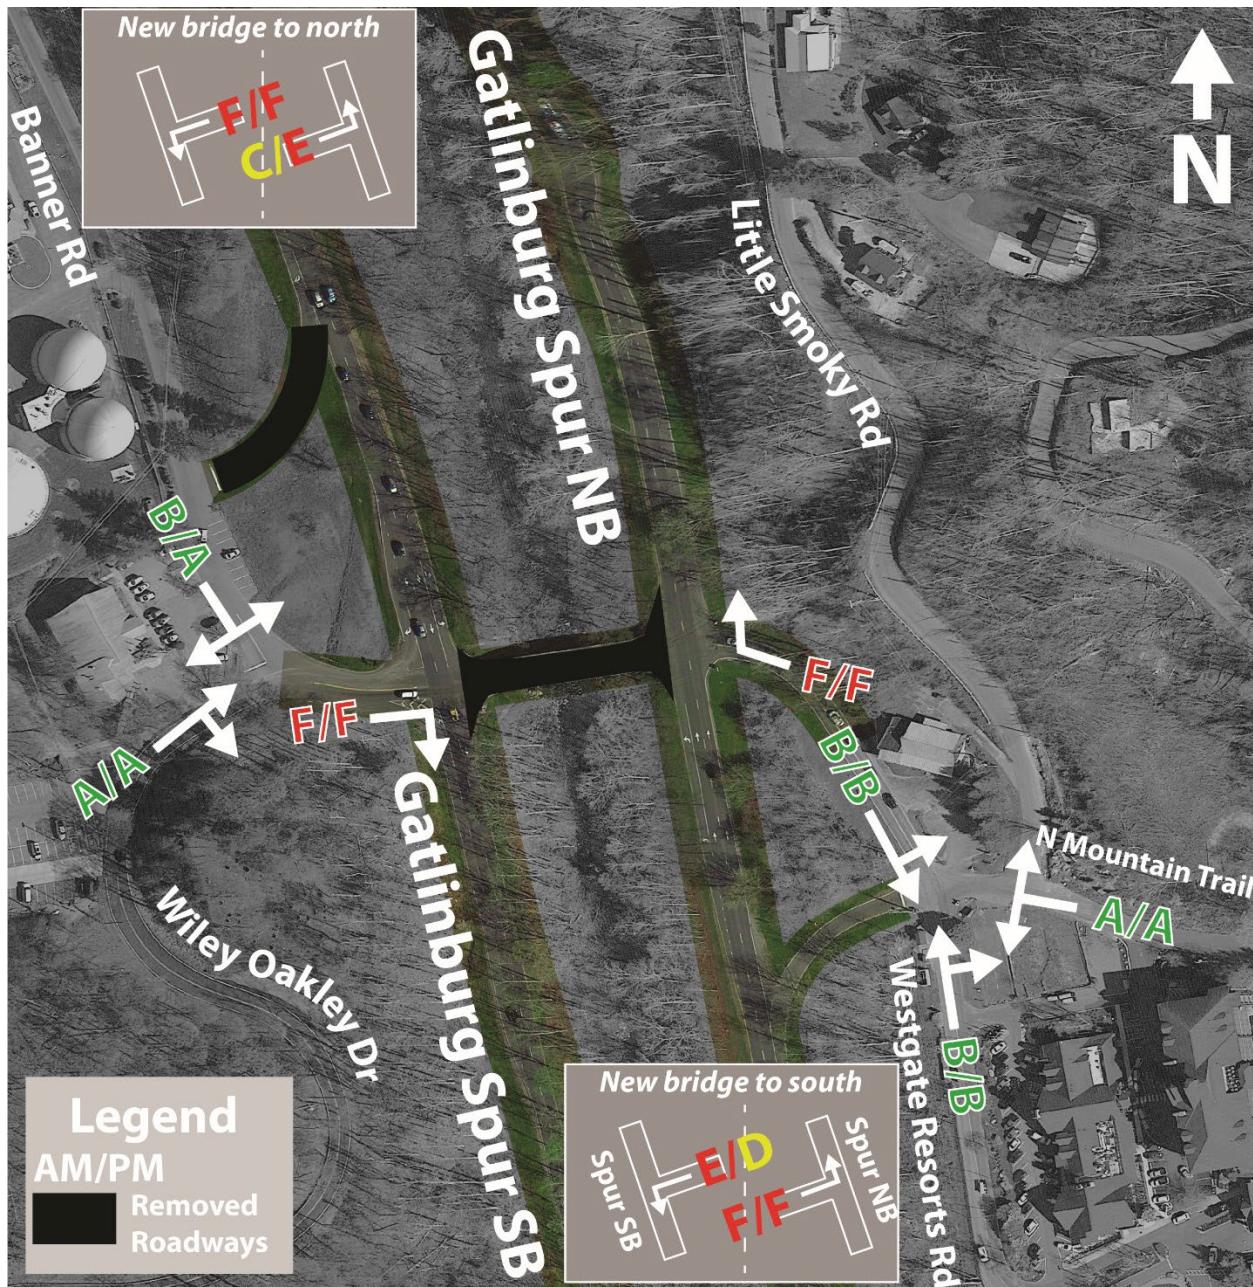 New bridge to north
F/F
C/E
N
Banner Rd
Gatlinburg Spur NB
Little Smoky Rd
B/A
A/A
F/F
F/F
B/B
N Mountain Trail
A/A
B/B
Wiley Oakley Dr
Gatlinburg Spur SB
Westgate Resorts Rd
Legend
AM/PM
Removed
Roadways
New bridge to south
Spur SB
E/D
F/F
Spur NB